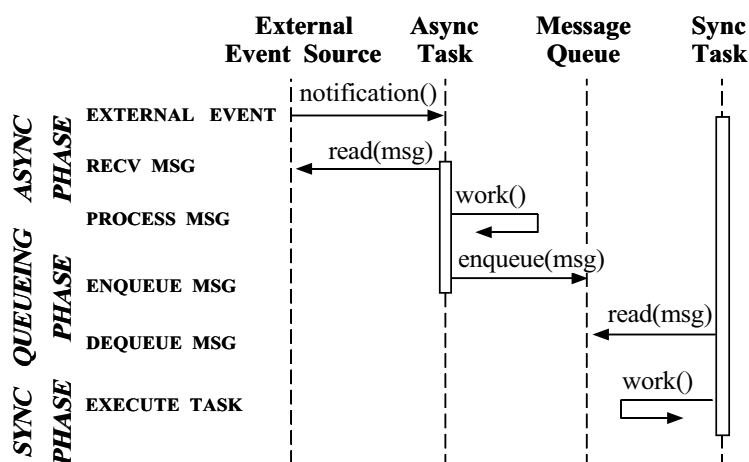 External
Event Source
Async
Task
Message
Queue
Sync
Task
ASYNC
PHASE
EXTERNAL EVENT
notification()
RECV MSG
read(msg)
PROCESS MSG
work()
QUEUEING
PHASE
ENQUEUE MSG
enqueue(msg)
DEQUEUE MSG
read(msg)
SYNC
PHASE
EXECUTE TASK
work()